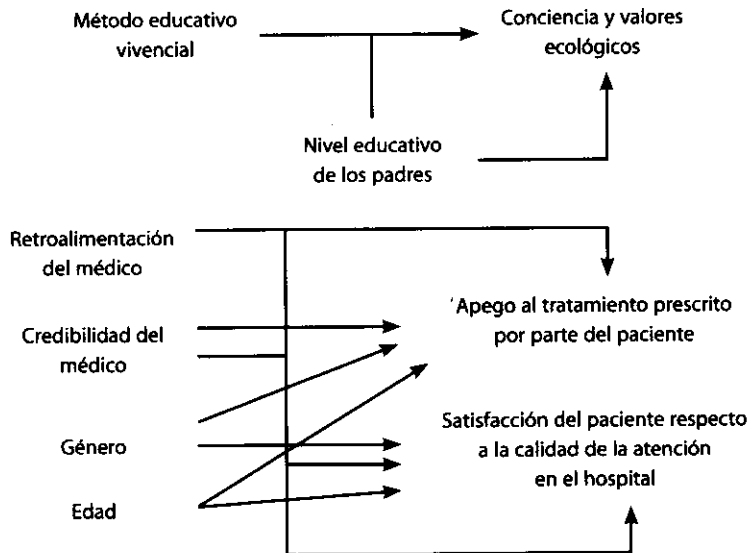 Método educativo
vivencial
Conciencia y valores
ecológicos
Nivel educativo
de los padres
Retroalimentación
del médico
Credibilidad del
médico
Género
Edad
'Apego al tratamiento prescrito
por parte del paciente
Satisfacción del paciente respecto
a la calidad de la atención
en el hospital